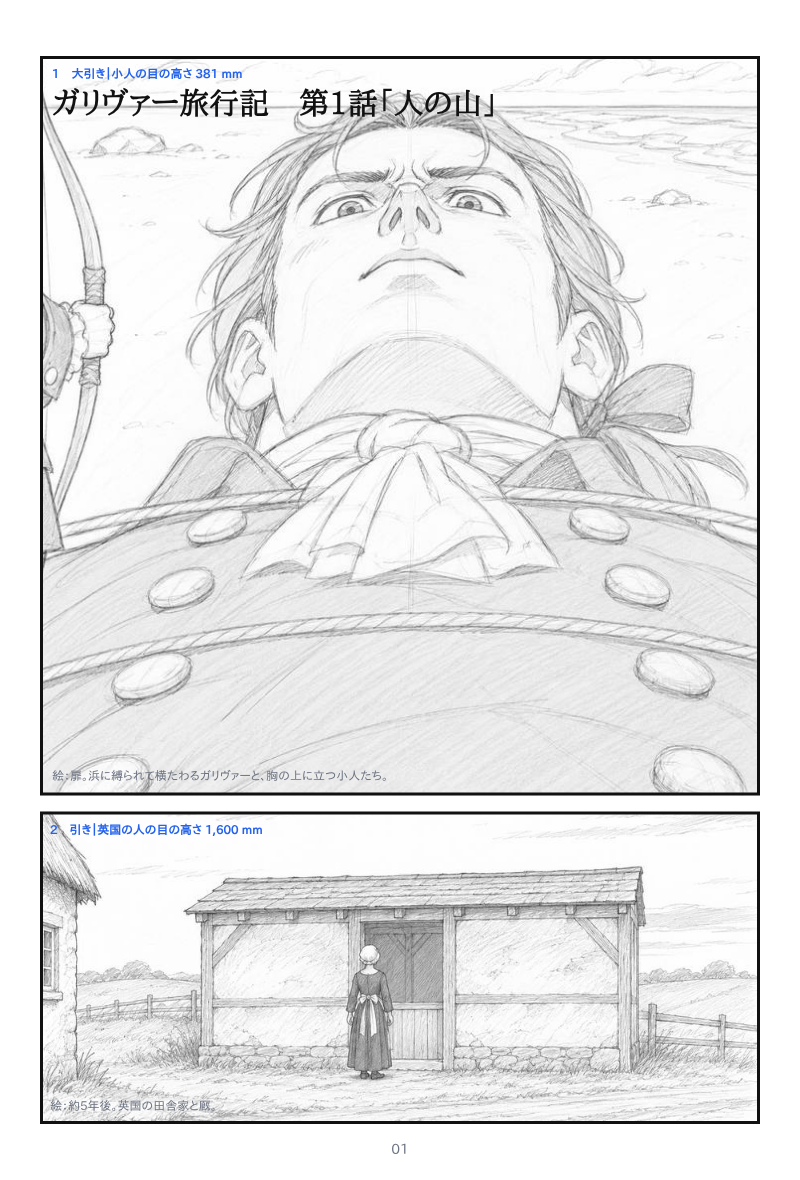 1 大引き|小人の目の高さ 381 mm
ガリヴァー旅行記 第1話「人の山」
絵:扉。浜に縛られて横たわるガリヴァーと、胸の上に立つ小人たち。
2 引き|英国の人の目の高さ 1,600 mm
絵:約5年後。英国の田舎家と厩。
01